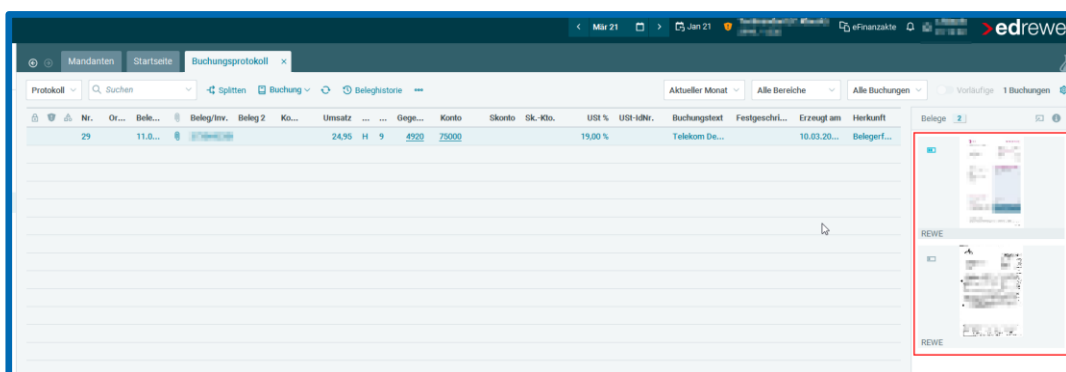 Mär 21 Jan 21 eFinanzakte edrewe
Mandanten Startseite Buchungsprotokoll
Protokoll Suchen Splitten Buchung Beleghistorie Aktueller Monat Alle Bereiche Alle Buchungen Vorläufige 1 Buchungen
Nr. Or... Bele... Beleg/Inv. Beleg 2 Ko... Umsatz ... ... Gege... Konto Skonto Sk.-Kto. USt % USt-IdNr. Buchungstext Festgeschri... Erzeugt am Herkunft Belege 2
29 11.0... 24,95 H 9 4920 75000 19,00 % Telekom De... 10.03.20... Belegerf...
REWE
REWE